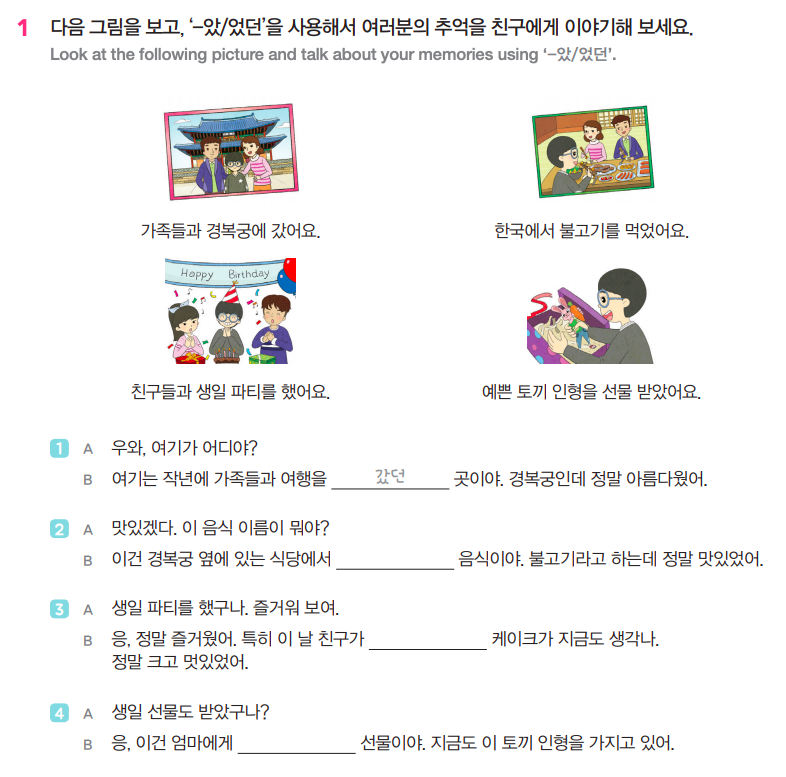 1 다음 그림을 보고, ‘–았/었던’을 사용해서 여러분의 추억을 친구에게 이야기해 보세요.
Look at the following picture and talk about your memories using ‘–았/었던’.
가족들과 경복궁에 갔어요.
한국에서 불고기를 먹었어요.
Happy Birthday
친구들과 생일 파티를 했어요.
예쁜 토끼 인형을 선물 받았어요.
1 A 우와, 여기가 어디야?
B 여기는 작년에 가족들과 여행을 갔던 곳이야. 경복궁인데 정말 아름다웠어.
2 A 맛있겠다. 이 음식 이름이 뭐야?
B 이건 경복궁 옆에 있는 식당에서 ____________ 음식이야. 불고기라고 하는데 정말 맛있었어.
3 A 생일 파티를 했구나. 즐거워 보여.
B 응, 정말 즐거웠어. 특히 이 날 친구가 ____________ 케이크가 지금도 생각나.
정말 크고 멋있었어.
4 A 생일 선물도 받았구나?
B 응, 이건 엄마에게 ____________ 선물이야. 지금도 이 토끼 인형을 가지고 있어.